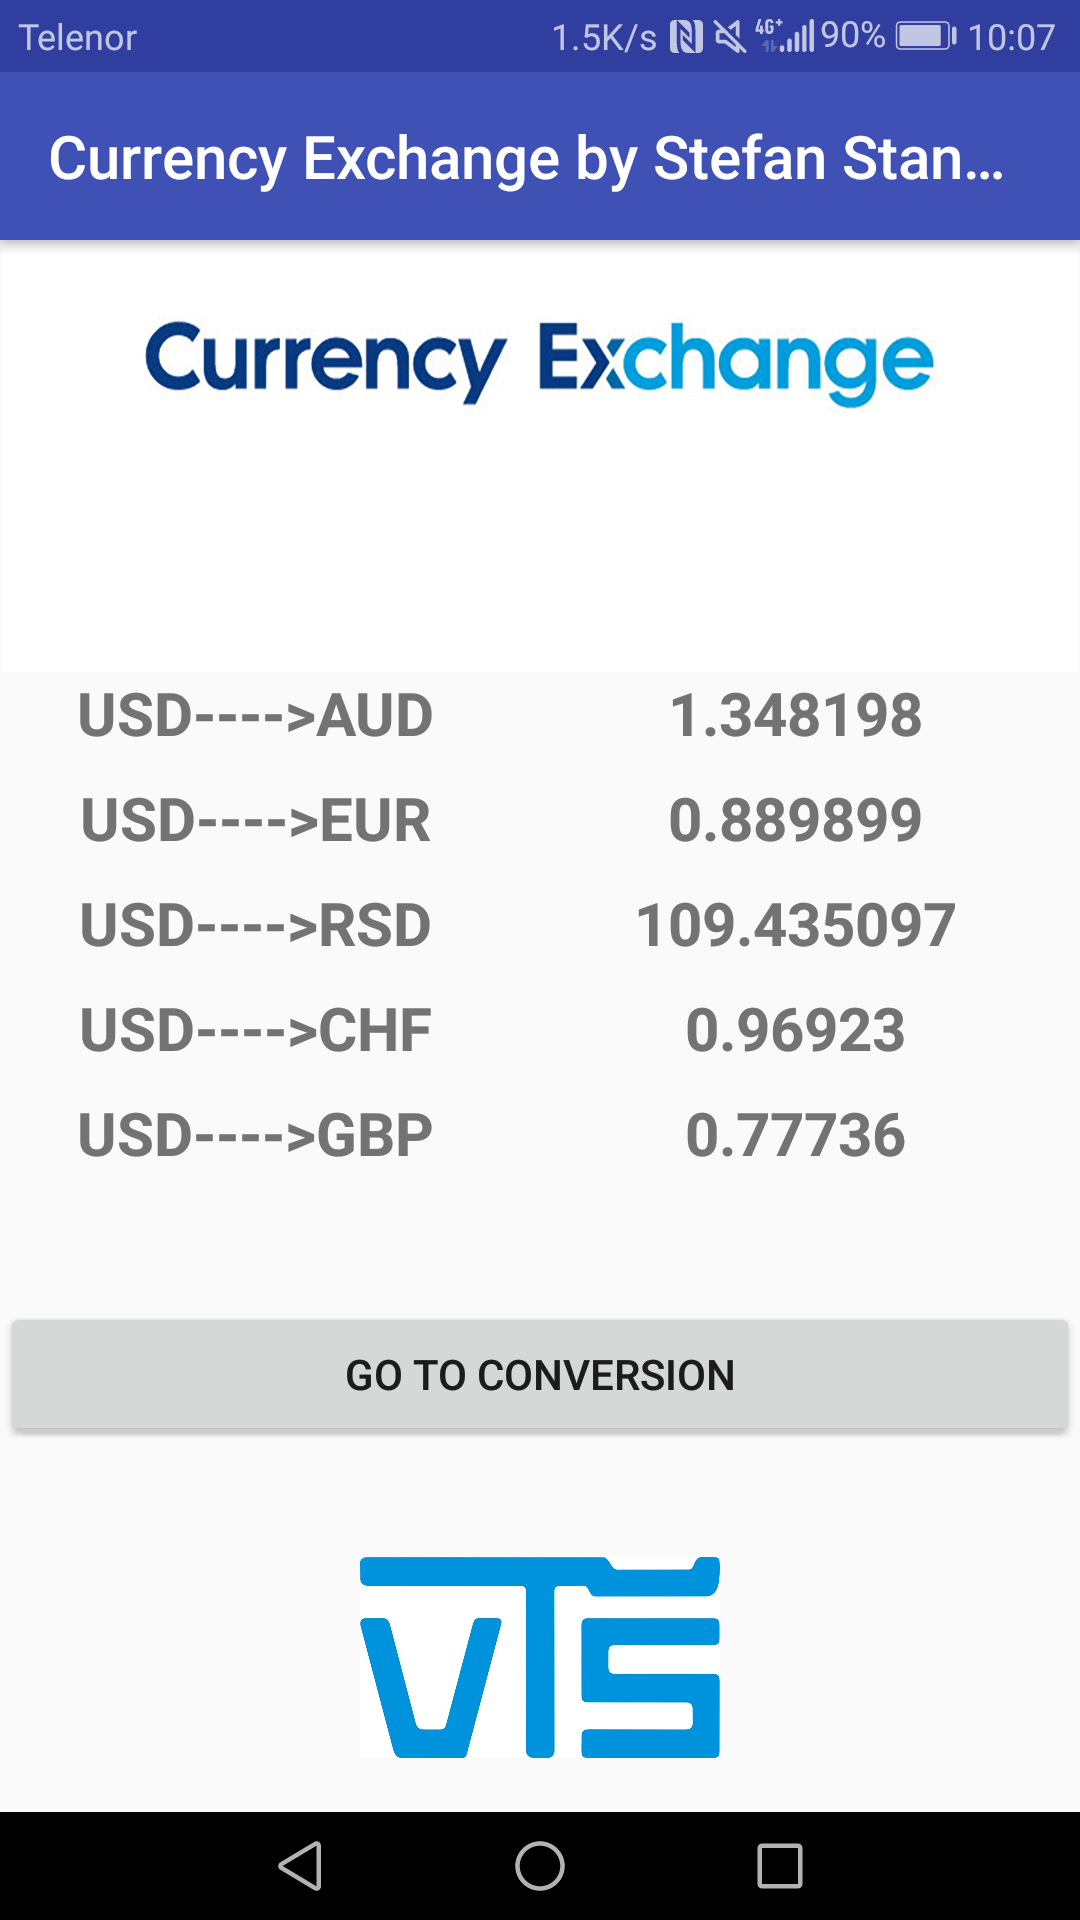 Telenor 1.5K/s 4G+ 90% 10:07
Currency Exchange by Stefan Stan...
Currency Exchange
USD---->AUD 1.348198
USD---->EUR 0.889899
USD---->RSD 109.435097
USD---->CHF 0.96923
USD---->GBP 0.77736
GO TO CONVERSION
VTS